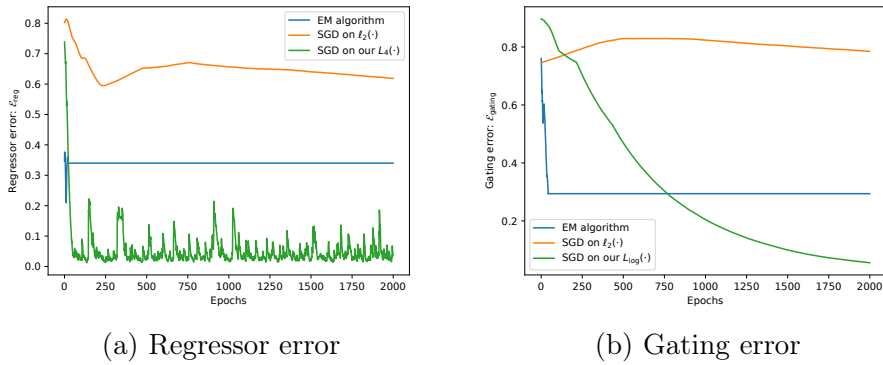 0.8
0.7
0.6
0.5
0.4
0.3
0.2
0.1
0.0
Regressor error: ℰ_reg
EM algorithm
SGD on ℓ₂(·)
SGD on our L₄(·)
0 250 500 750 1000 1250 1500 1750 2000
Epochs
(a) Regressor error
0.8
0.6
0.4
0.2
Gating error: ℰ_gating
EM algorithm
SGD on ℓ₂(·)
SGD on our L_log(·)
0 250 500 750 1000 1250 1500 1750 2000
Epochs
(b) Gating error